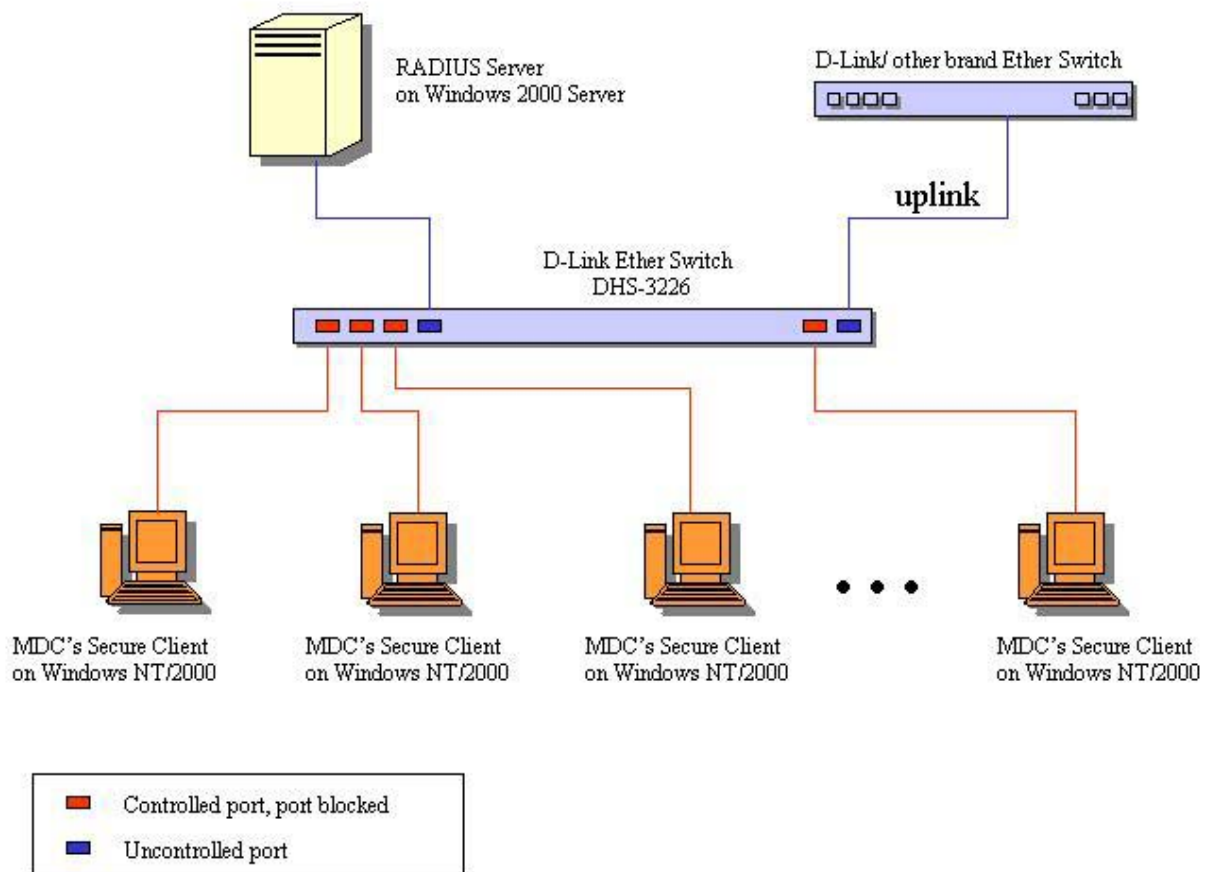 RADIUS Server
on Windows 2000 Server
D-Link/ other brand Ether Switch
uplink
D-Link Ether Switch
DHS-3226
MDC's Secure Client
on Windows NT/2000
MDC's Secure Client
on Windows NT/2000
MDC's Secure Client
on Windows NT/2000
MDC's Secure Client
on Windows NT/2000
Controlled port, port blocked
Uncontrolled port